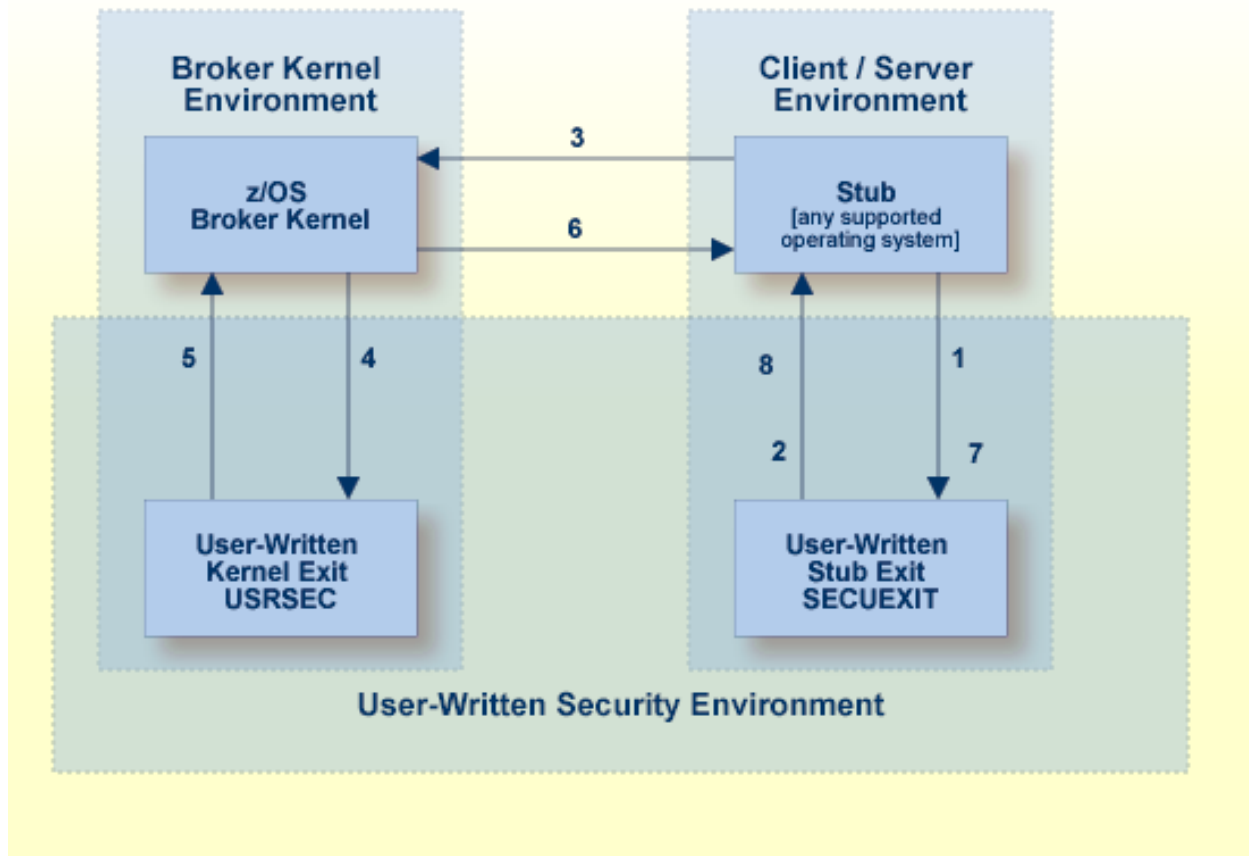 Broker Kernel
Environment
Client / Server
Environment
3
z/OS
Broker Kernel
Stub
[any supported
operating system]
6
5
4
8
1
2
7
User-Written
Kernel Exit
USRSEC
User-Written
Stub Exit
SECUEXIT
User-Written Security Environment